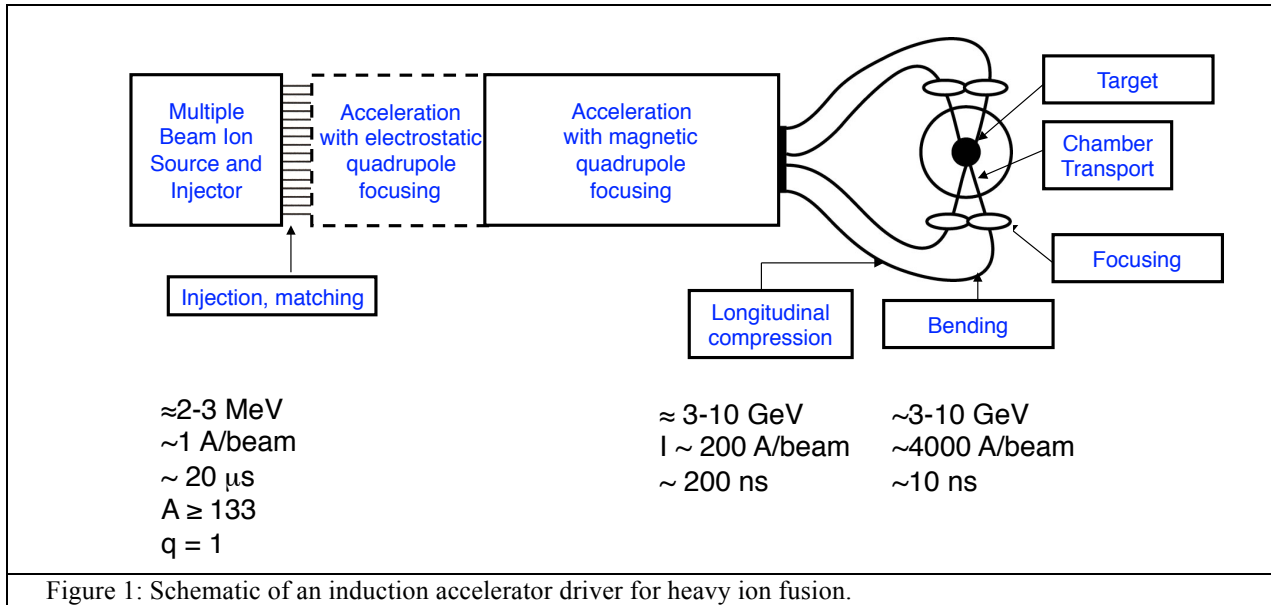 Multiple
Beam Ion
Source and
Injector
Acceleration
with electrostatic
quadrupole
focusing
Acceleration
with magnetic
quadrupole
focusing
Target
Chamber
Transport
Focusing
Injection, matching
Longitudinal
compression
Bending
≈2-3 MeV
~1 A/beam
~ 20 μs
A ≥ 133
q = 1
≈ 3-10 GeV
I ~ 200 A/beam
~ 200 ns
~3-10 GeV
~4000 A/beam
~10 ns
Figure 1: Schematic of an induction accelerator driver for heavy ion fusion.